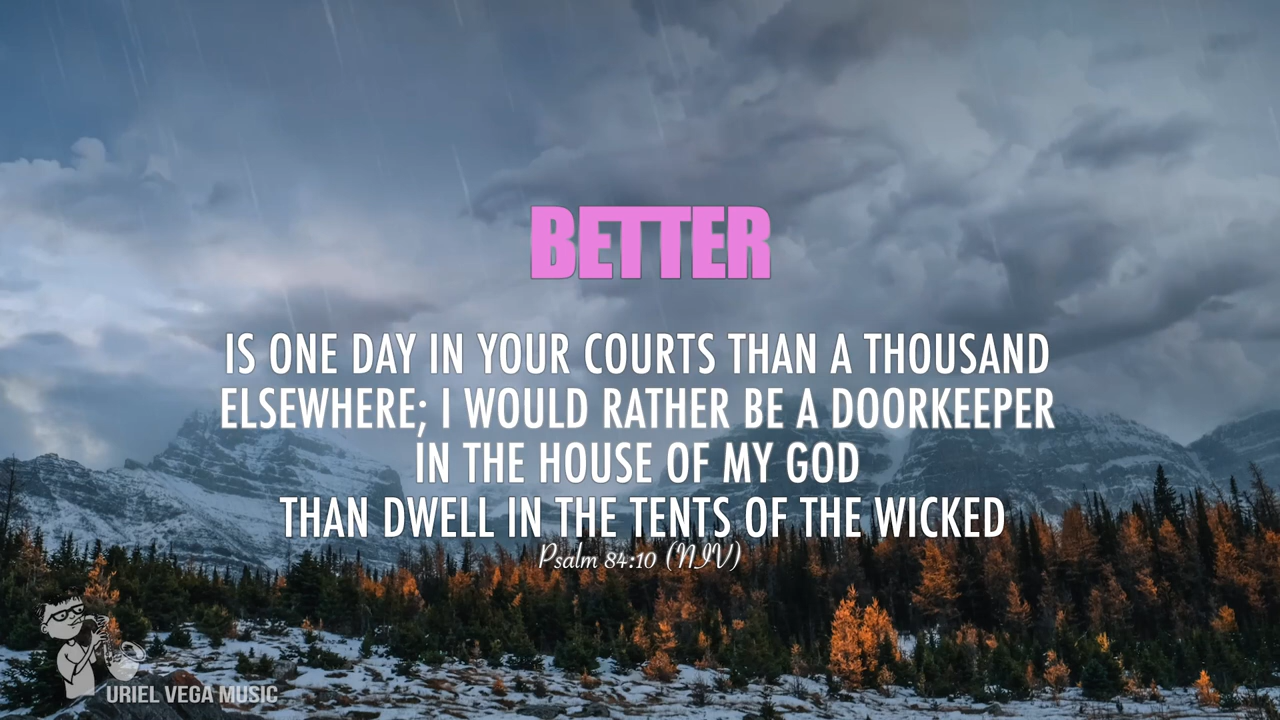 BETTER
IS ONE DAY IN YOUR COURTS THAN A THOUSAND
ELSEWHERE; I WOULD RATHER BE A DOORKEEPER
IN THE HOUSE OF MY GOD
THAN DWELL IN THE TENTS OF THE WICKED
Psalm 84:10 (NIV)
URIEL VEGA MUSIC